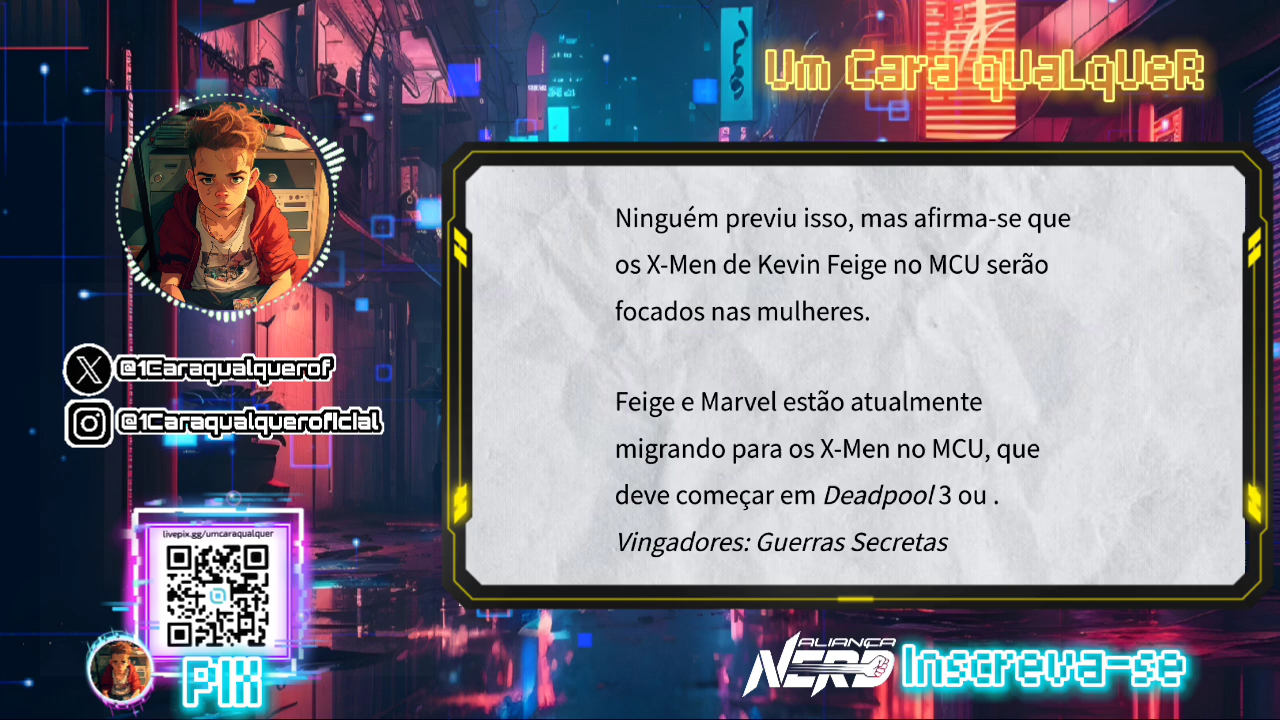 Um Cara qUaLqUeR
Ninguém previu isso, mas afirma-se que
os X-Men de Kevin Feige no MCU serão
focados nas mulheres.
Feige e Marvel estão atualmente
migrando para os X-Men no MCU, que
deve começar em Deadpool 3 ou .
Vingadores: Guerras Secretas
@1Caraqualquerof
@1Caraqualqueroficial
livepix.gg/umcaraqualquer
PIX
ALIANÇA
NERD
Inscreva-se